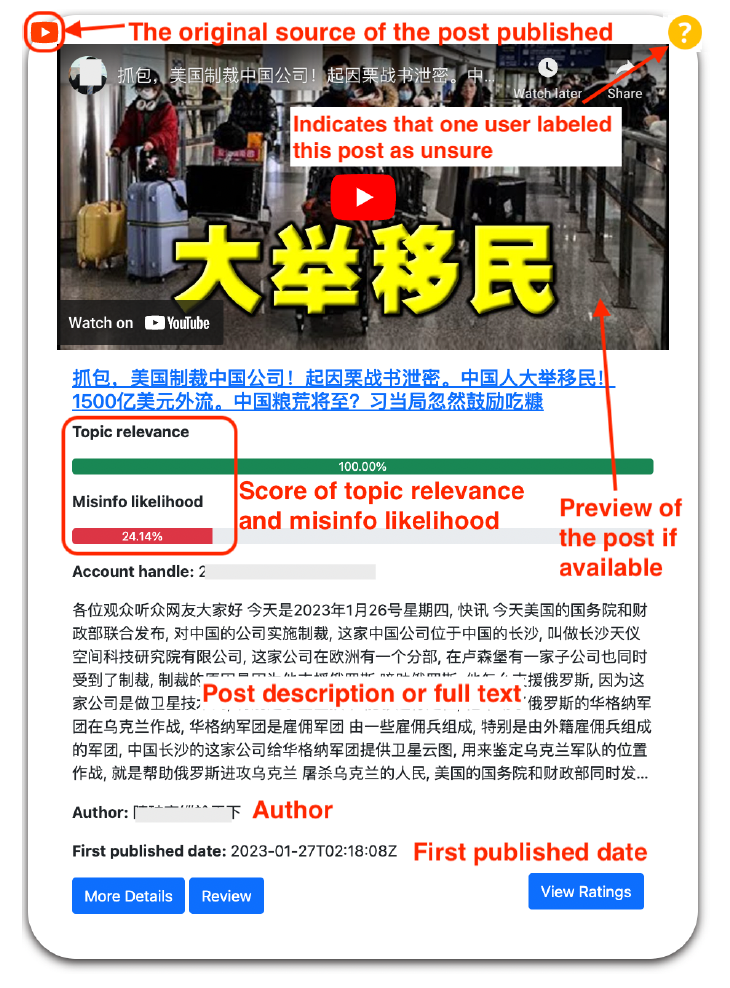 The original source of the post published
?
抓包，美国制裁中国公司！起因栗战书泄密。中...
Watch later
Share
Indicates that one user labeled
this post as unsure
大举移民
Watch on YouTube
抓包，美国制裁中国公司！起因栗战书泄密。中国人大举移民！
1500亿美元外流。中国粮荒将至？习当局忽然鼓励吃糠
Topic relevance
100.00%
Misinfo likelihood
24.14%
Score of topic relevance
and misinfo likelihood
Preview of
the post if
available
Account handle: 2
各位观众听众网友大家好 今天是2023年1月26号星期四, 快讯 今天美国的国务院和财
政部联合发布, 对中国的公司实施制裁, 这家中国公司位于中国的长沙, 叫做长沙天仪
空间科技研究院有限公司, 这家公司在欧洲有一个分部, 在卢森堡有一家子公司也同时
受到了制裁, 制裁的 支援俄罗斯, 因为这
家公司是做卫星技 俄罗斯的华格纳军
Post description or full text
团在乌克兰作战, 华格纳军团是雇佣军团 由一些雇佣兵组成, 特别是由外籍雇佣兵组成
的军团, 中国长沙的这家公司给华格纳军团提供卫星云图, 用来鉴定乌克兰军队的位置
作战, 就是帮助俄罗斯进攻乌克兰 屠杀乌克兰的人民, 美国的国务院和财政部同时发...
Author: 下 Author
First published date: 2023-01-27T02:18:08Z First published date
More Details
Review
View Ratings